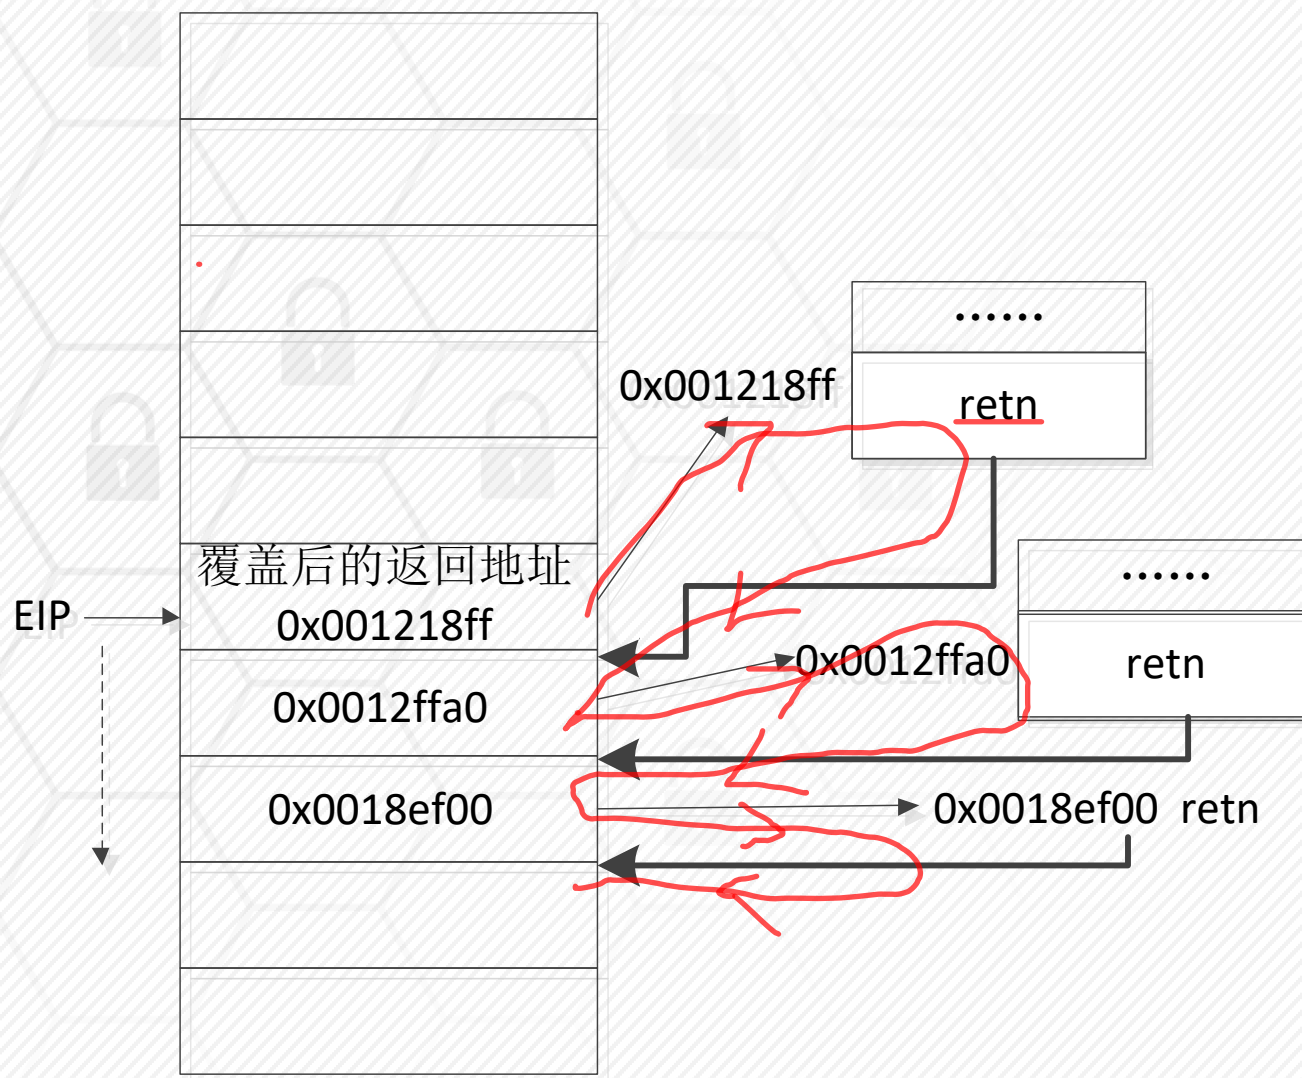 ……
0x001218ff
retn
覆盖后的返回地址
……
EIP
0x001218ff
0x0012ffa0
retn
0x0012ffa0
0x0018ef00
0x0018ef00 retn